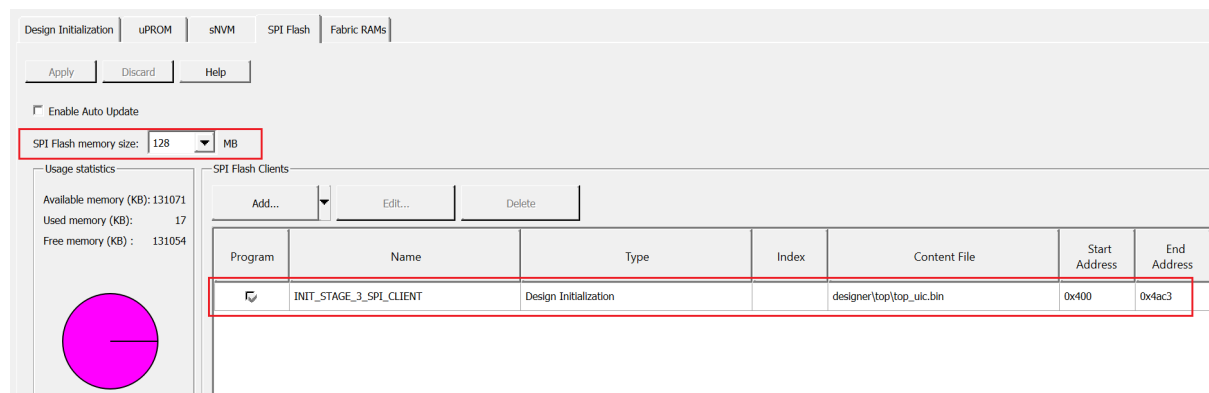 Design Initialization uPROM sNVM SPI Flash Fabric RAMs
Apply Discard Help
Enable Auto Update
SPI Flash memory size: 128 MB
Usage statistics
Available memory (KB): 131071
Used memory (KB): 17
Free memory (KB) : 131054
SPI Flash Clients
Add... Edit... Delete
Program Name Type Index Content File Start Address End Address
INIT_STAGE_3_SPI_CLIENT Design Initialization designer\top\top_uic.bin 0x400 0x4ac3